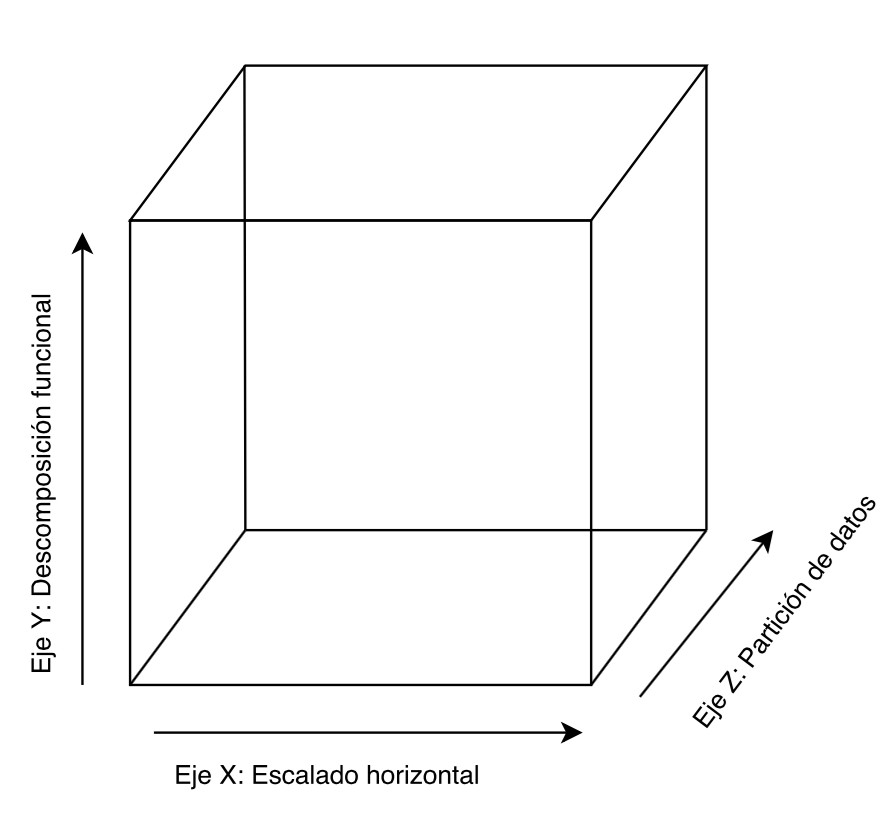 Eje Y: Descomposición funcional
Eje Z: Partición de datos
Eje X: Escalado horizontal